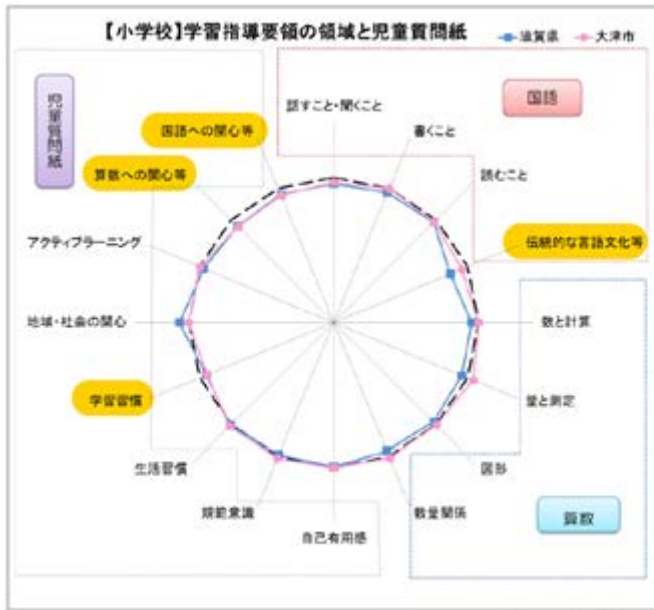 【小学校】学習指導要領の領域と児童質問紙
滋賀県
大津市
児童質問紙
国語
算数
話すこと・聞くこと
書くこと
読むこと
伝統的な言語文化等
数と計算
量と測定
図形
数量関係
自己有用感
規範意識
生活習慣
学習習慣
地域・社会の関心
アクティブラーニング
算数への関心等
国語への関心等